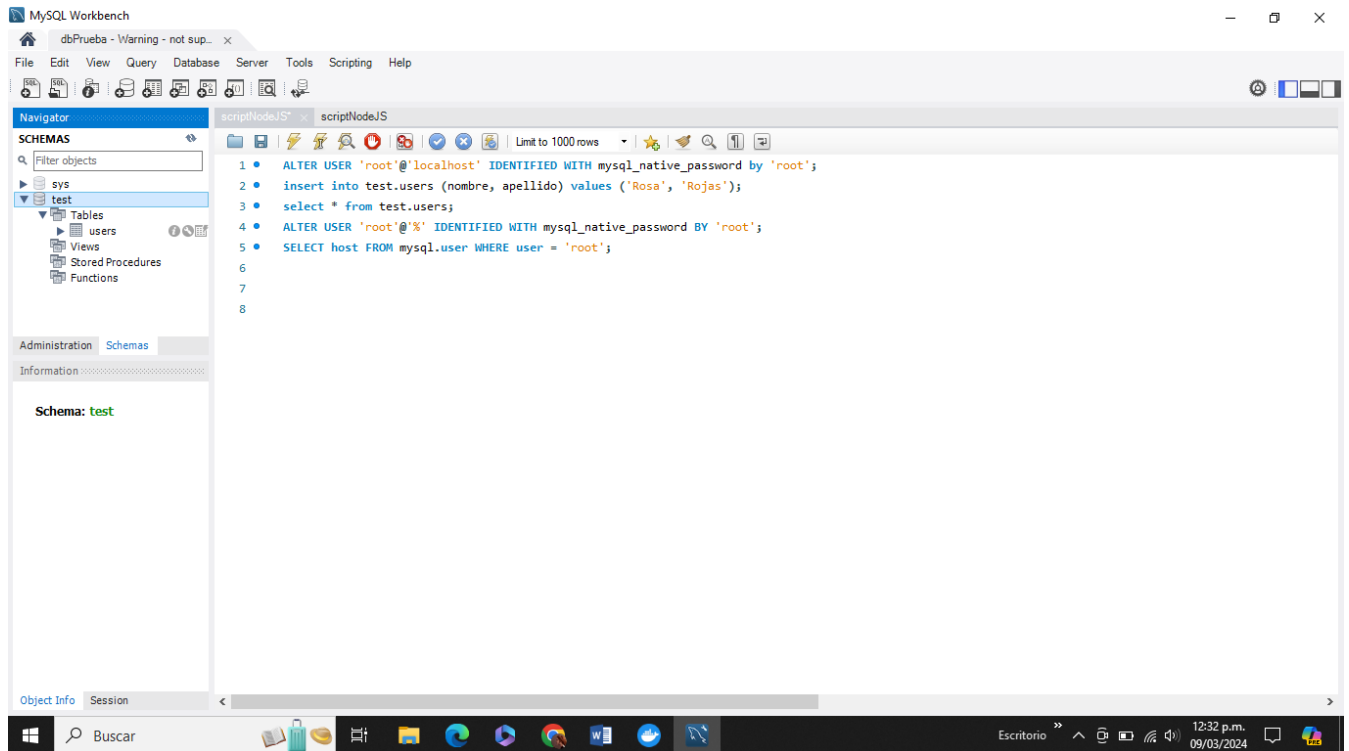 MySQL Workbench
dbPrueba - Warning - not sup...
File Edit View Query Database Server Tools Scripting Help
Navigator
SCHEMAS
Filter objects
sys
test
Tables
users
Views
Stored Procedures
Functions
Administration Schemas
Information
Schema: test
Object Info Session
scriptNodeJS* scriptNodeJS
Limit to 1000 rows
1 ALTER USER 'root'@'localhost' IDENTIFIED WITH mysql_native_password by 'root';
2 insert into test.users (nombre, apellido) values ('Rosa', 'Rojas');
3 select * from test.users;
4 ALTER USER 'root'@'%' IDENTIFIED WITH mysql_native_password BY 'root';
5 SELECT host FROM mysql.user WHERE user = 'root';
6
7
8
Buscar
Escritorio
12:32 p.m.
09/03/2024